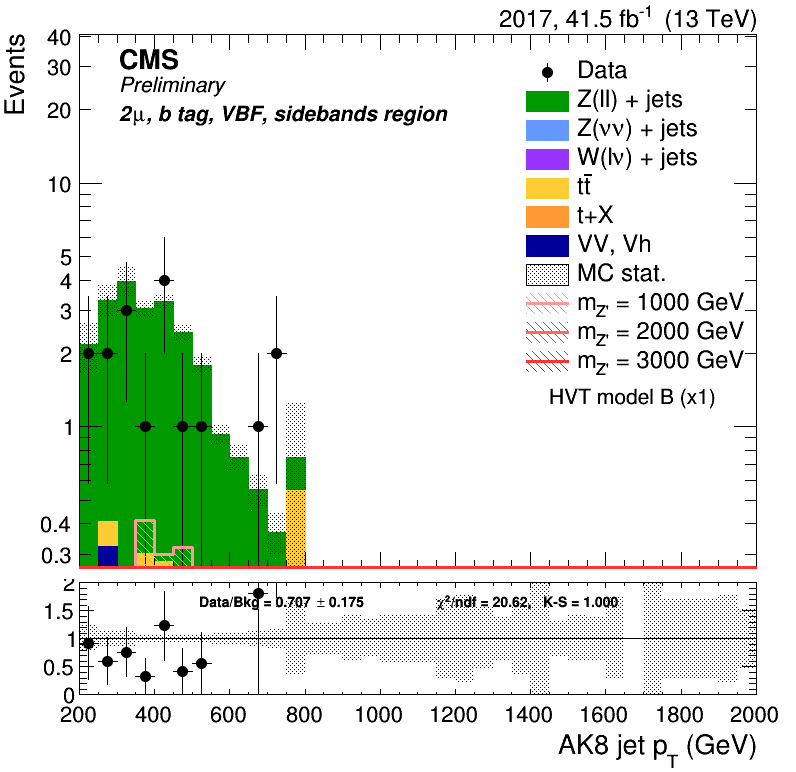 2017, 41.5 fb⁻¹ (13 TeV)
Events
CMS
Preliminary
2μ, b tag, VBF, sidebands region
Data
Z(ll) + jets
Z(νν) + jets
W(lν) + jets
tt̄
t+X
VV, Vh
MC stat.
m_Z' = 1000 GeV
m_Z' = 2000 GeV
m_Z' = 3000 GeV
HVT model B (x1)
40
30
20
10
5
4
3
2
1
0.4
0.3
Data/Bkg = 0.707 ± 0.175
χ²/ndf = 20.62, K-S = 1.000
2
1.5
1
0.5
0
200 400 600 800 1000 1200 1400 1600 1800 2000
AK8 jet p_T (GeV)